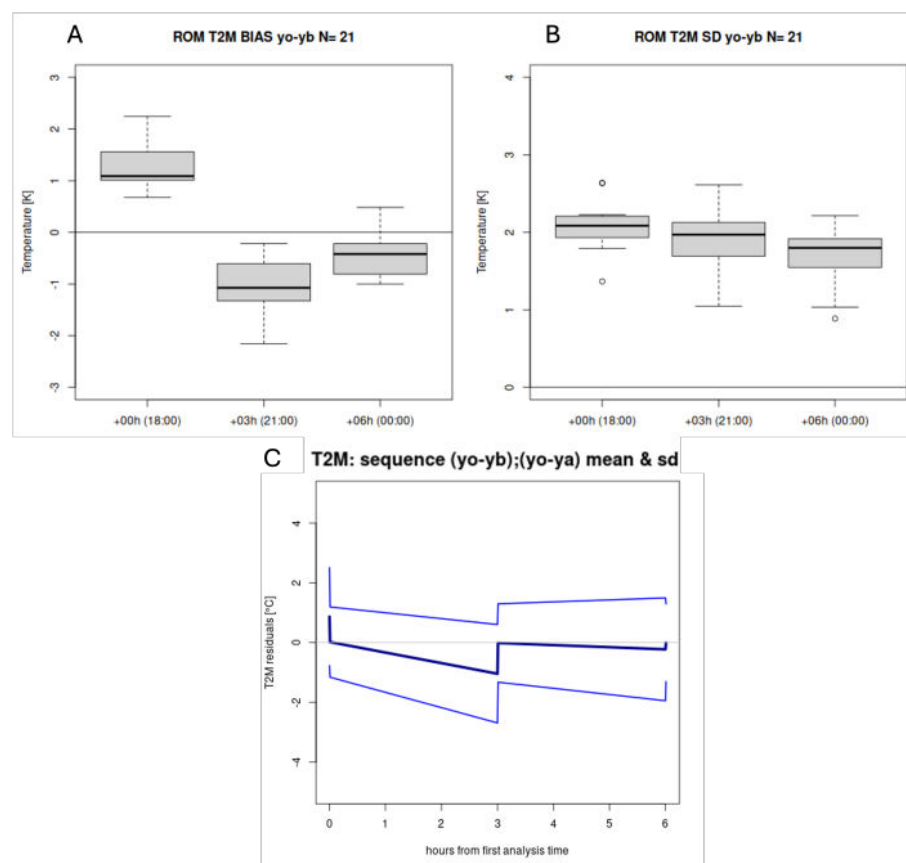 A
ROM T2M BIAS yo-yb N= 21
Temperature [K]
3
2
1
0
-1
-2
-3
+00h (18:00) +03h (21:00) +06h (00:00)
B
ROM T2M SD yo-yb N= 21
Temperature [K]
4
3
2
1
0
+00h (18:00) +03h (21:00) +06h (00:00)
C
T2M: sequence (yo-yb);(yo-ya) mean & sd
T2M residuals [°C]
4
2
0
-2
-4
0 1 2 3 4 5 6
hours from first analysis time